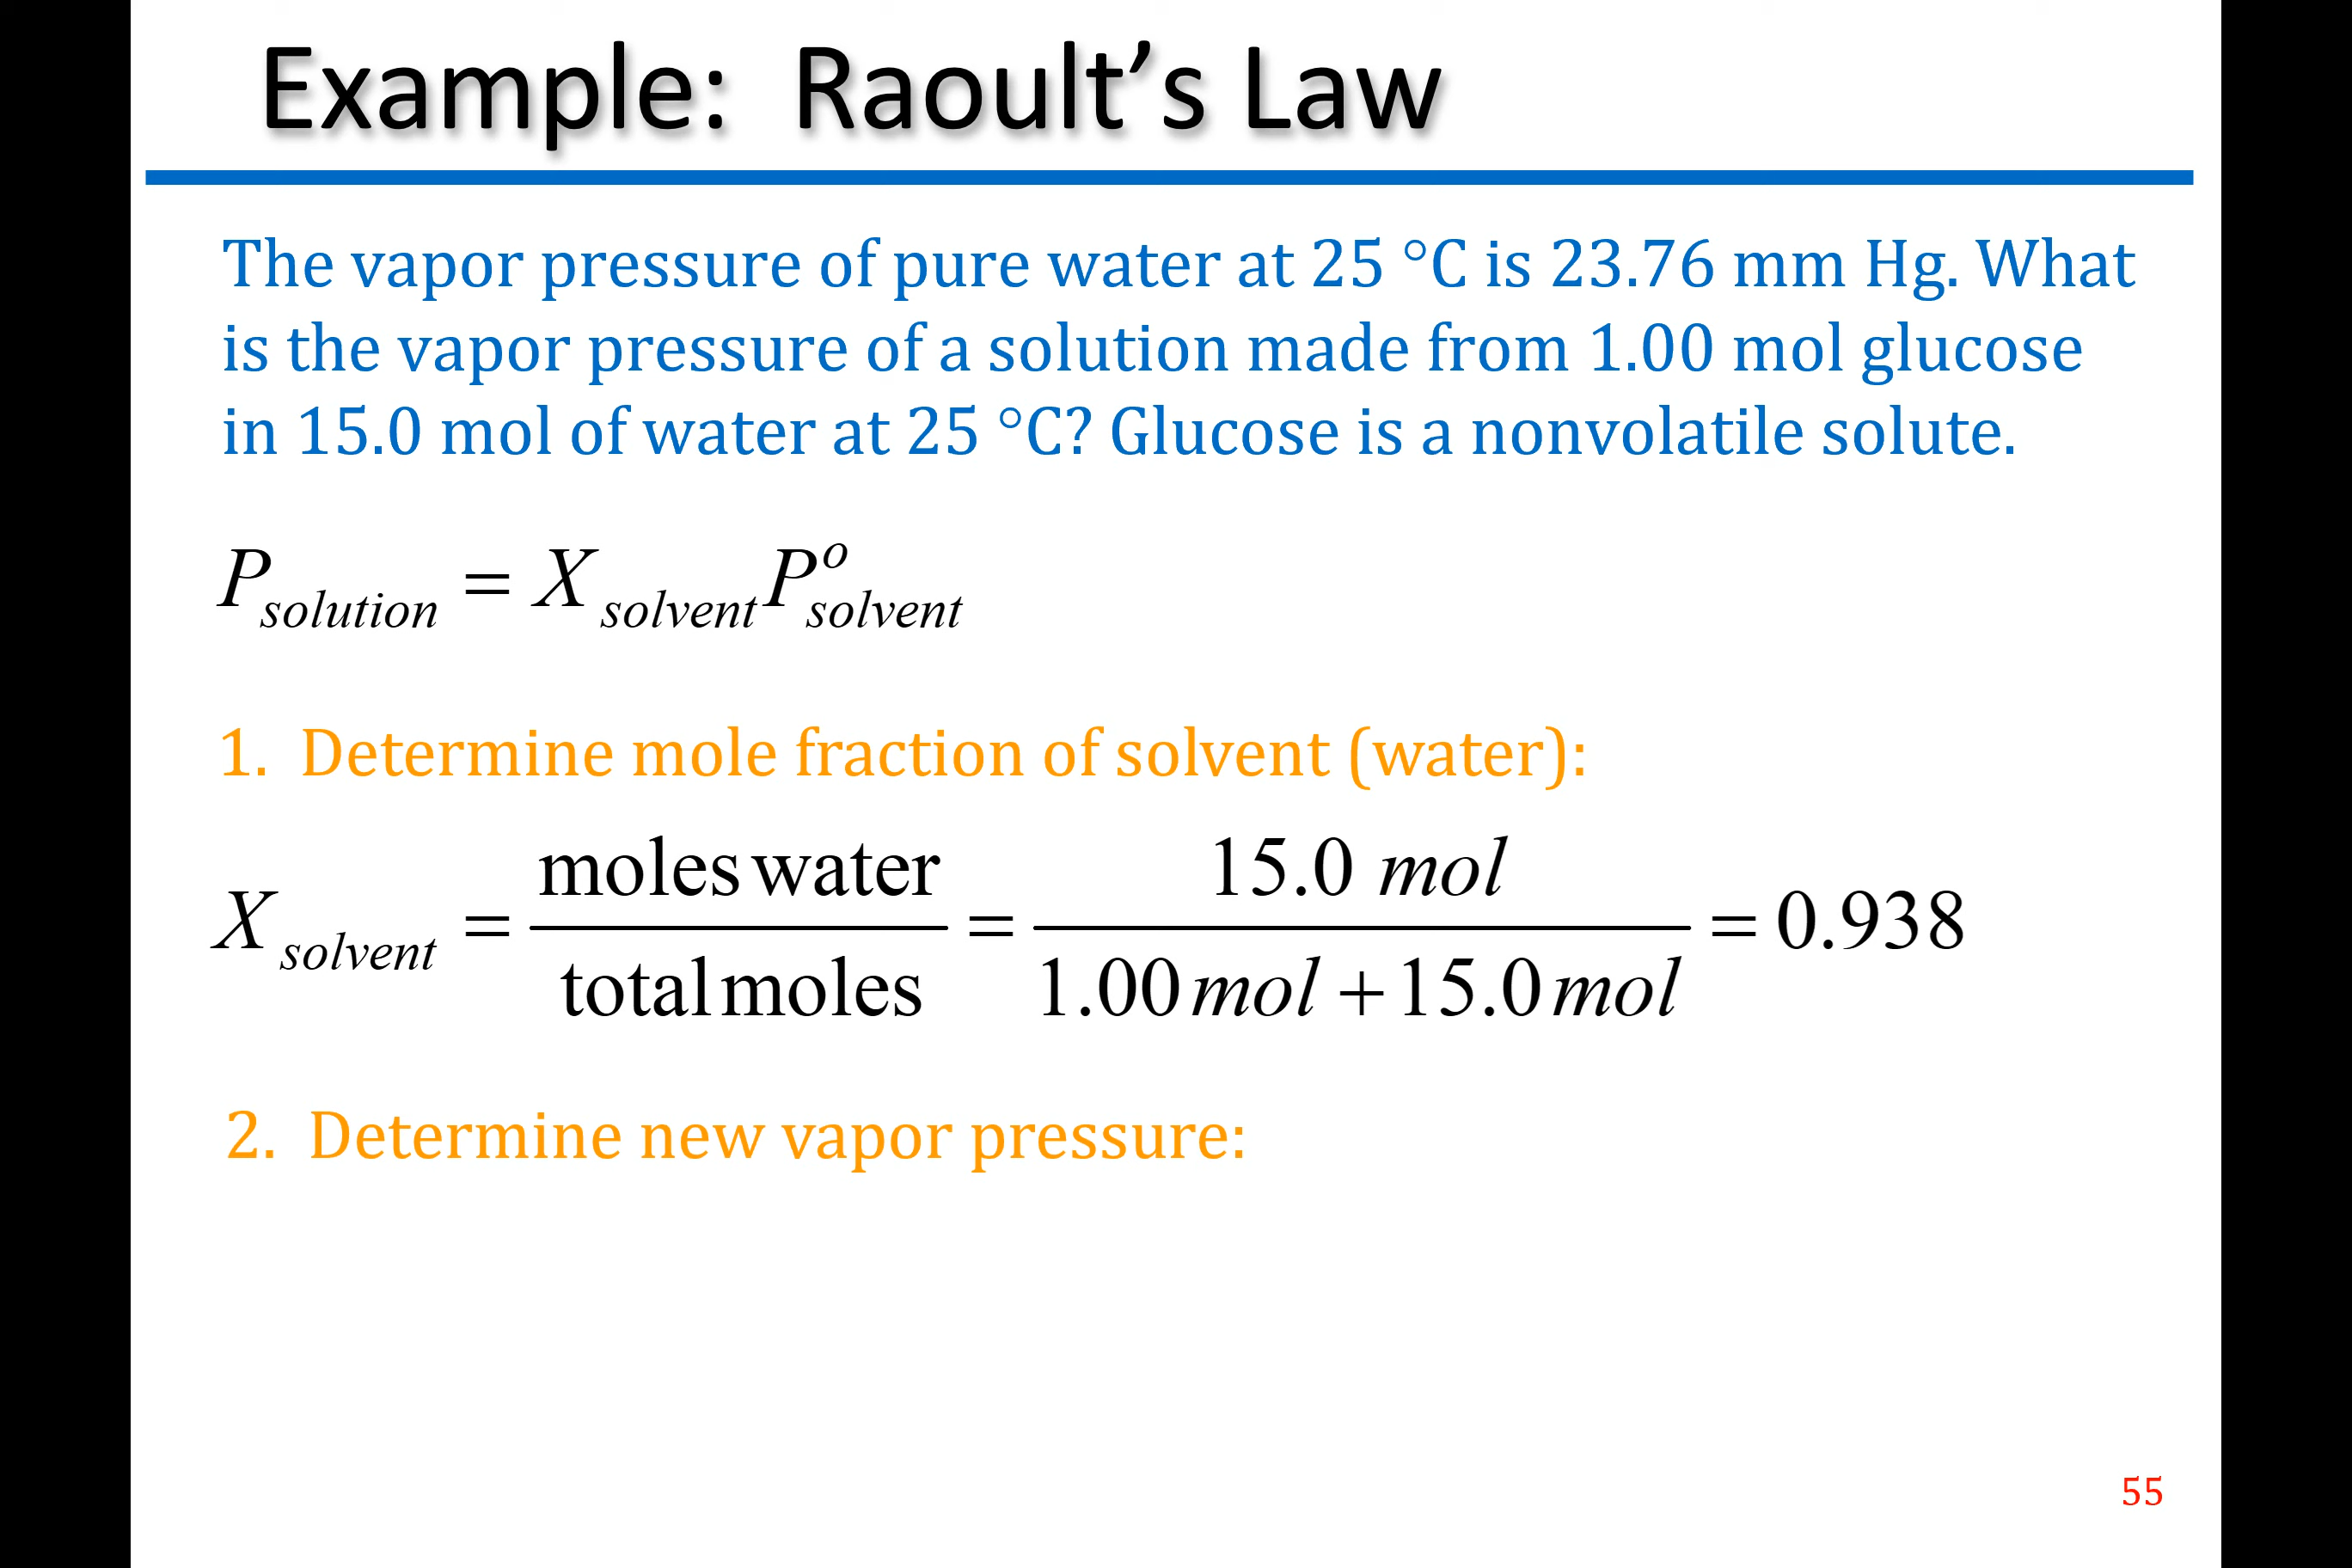 Example: Raoult's Law
The vapor pressure of pure water at 25 °C is 23.76 mm Hg. What
is the vapor pressure of a solution made from 1.00 mol glucose
in 15.0 mol of water at 25 °C? Glucose is a nonvolatile solute.
P_solution = X_solvent P°_solvent
1. Determine mole fraction of solvent (water):
X_solvent = moles water / total moles = 15.0 mol / 1.00 mol + 15.0 mol = 0.938
2. Determine new vapor pressure:
55